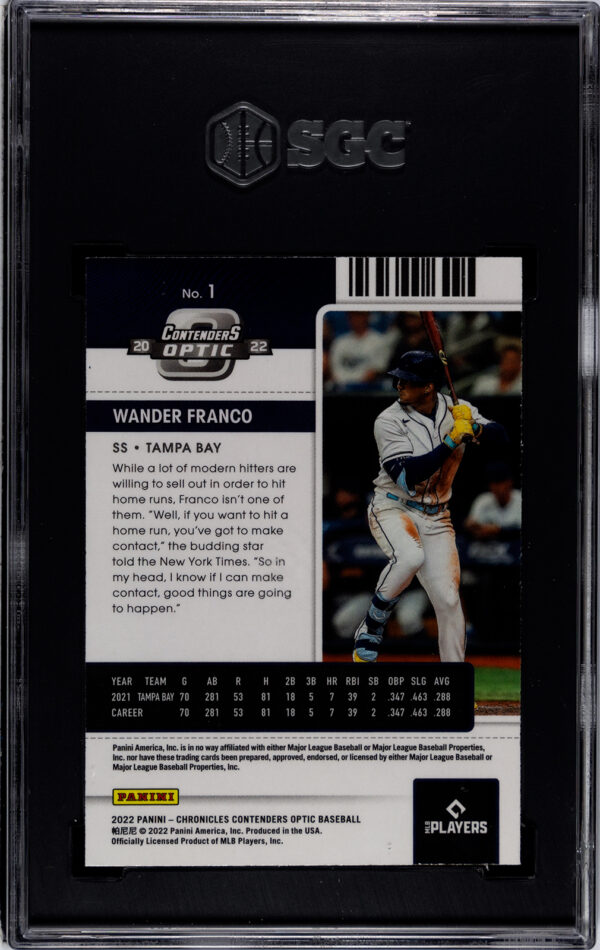 SGC
No. 1
CONTENDERS
20 OPTIC 22
WANDER FRANCO
SS • TAMPA BAY
While a lot of modern hitters are
willing to sell out in order to hit
home runs, Franco isn't one of
them. "Well, if you want to hit a
home run, you've got to make
contact," the budding star
told the New York Times. "So in
my head, I know if I can make
contact, good things are going
to happen."
YEAR TEAM G AB R H 2B 3B HR RBI SB OBP SLG AVG
2021 TAMPA BAY 70 281 53 81 18 5 7 39 2 .347 .463 .288
CAREER 70 281 53 81 18 5 7 39 2 .347 .463 .288
Panini America, Inc. is in no way affiliated with either Major League Baseball or Major League Baseball Properties,
Inc. nor have these trading cards been prepared, approved, endorsed, or licensed by either Major League Baseball or
Major League Baseball Properties, Inc.
PANINI
2022 PANINI – CHRONICLES CONTENDERS OPTIC BASEBALL
帕尼尼 © 2022 Panini America, Inc. Produced in the USA.
Officially Licensed Product of MLB Players, Inc.
MLB PLAYERS